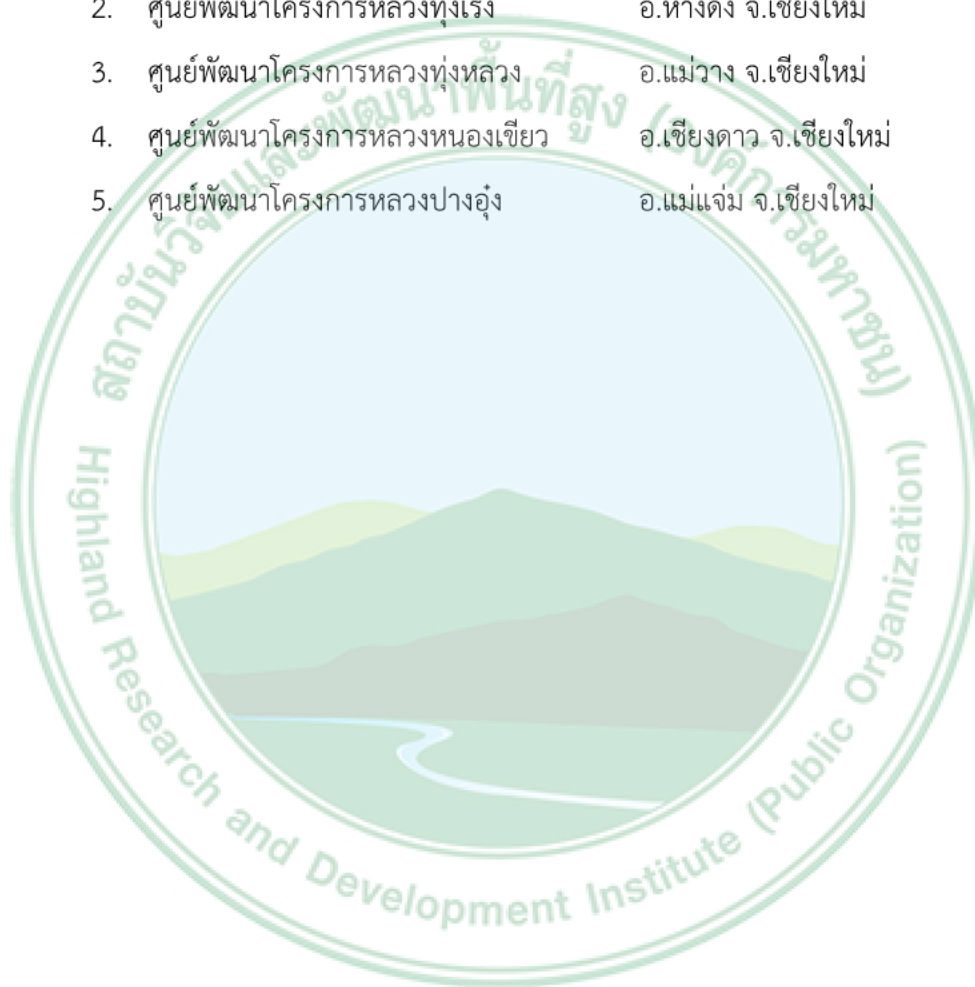 2. ศูนย์พัฒนาโครงการหลวงทุ่งเริง อ.หางดง จ.เชียงใหม่
3. ศูนย์พัฒนาโครงการหลวงทุ่งหลวง อ.แม่วาง จ.เชียงใหม่
4. ศูนย์พัฒนาโครงการหลวงหนองเขียว อ.เชียงดาว จ.เชียงใหม่
5. ศูนย์พัฒนาโครงการหลวงปางอุ๋ง อ.แม่แจ่ม จ.เชียงใหม่
สถาบันวิจัยและพัฒนาพื้นที่สูง (องค์การมหาชน)
Highland Research and Development Institute (Public Organization)